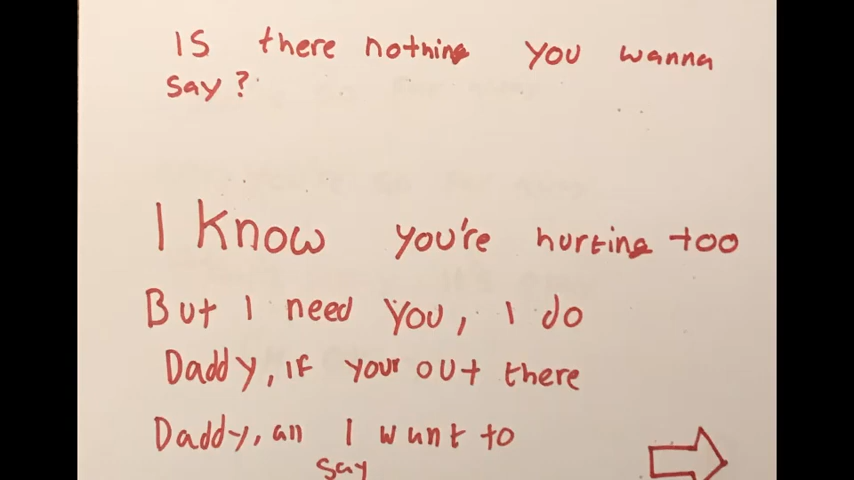 IS there nothing you wanna
say?
I know you're hurting too
But I need you, I do
Daddy, if your out there
Daddy, all I want to
say